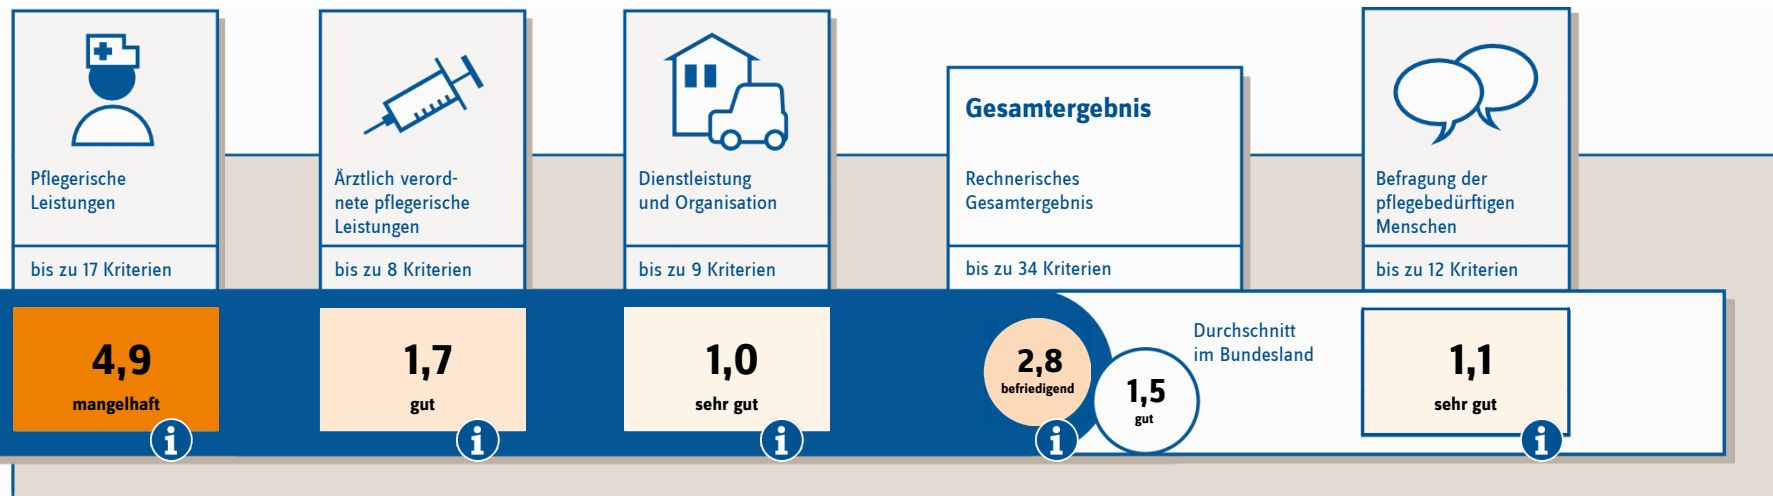 Pflegerische
Leistungen
bis zu 17 Kriterien
4,9
mangelhaft
i
Ärztlich verord-
nete pflegerische
Leistungen
bis zu 8 Kriterien
1,7
gut
i
Dienstleistung
und Organisation
bis zu 9 Kriterien
1,0
sehr gut
i
Gesamtergebnis
Rechnerisches
Gesamtergebnis
bis zu 34 Kriterien
2,8
befriedigend
i
1,5
gut
Durchschnitt
im Bundesland
Befragung der
pflegebedürftigen
Menschen
bis zu 12 Kriterien
1,1
sehr gut
i